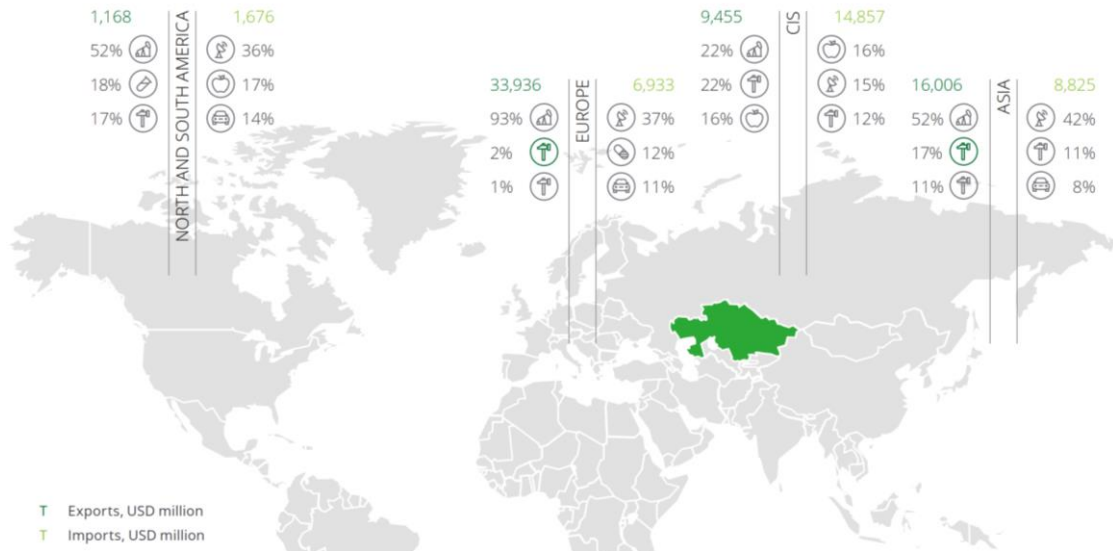 1,168 1,676
52% 36%
18% 17%
17% 14%
NORTH AND SOUTH AMERICA
33,936 6,933
93% 37%
2% 12%
1% 11%
EUROPE
9,455 14,857
22% 16%
22% 15%
16% 12%
CIS
16,006 8,825
52% 42%
17% 11%
11% 8%
ASIA
T Exports, USD million
T Imports, USD million